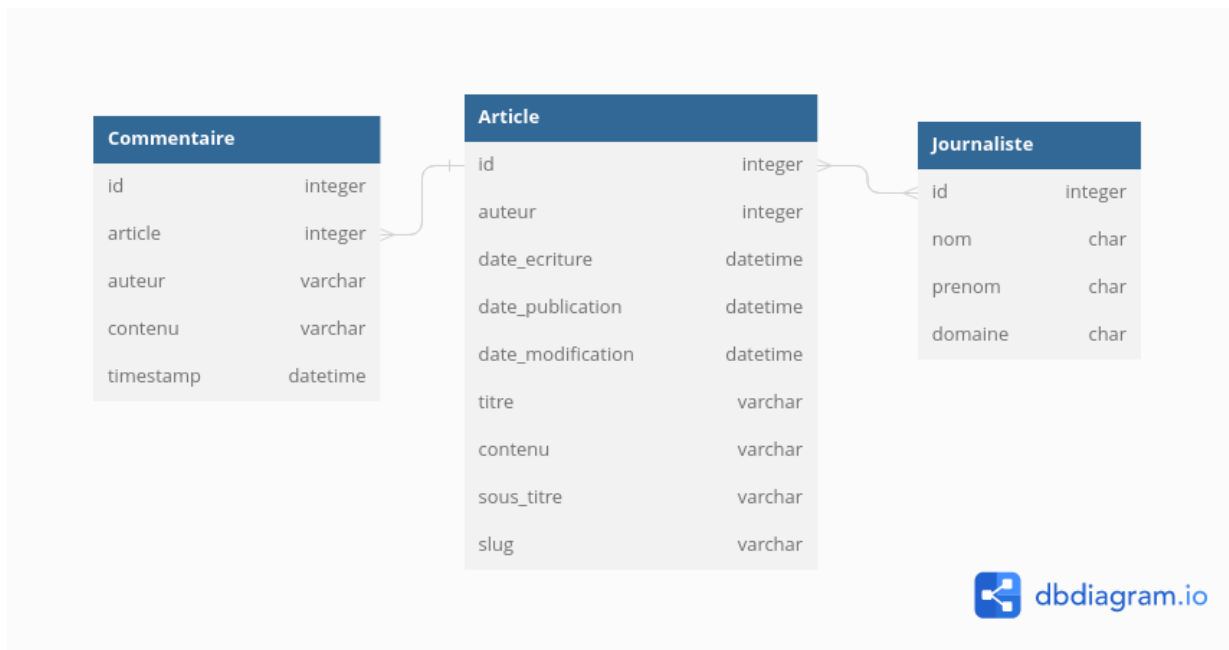 Commentaire
id integer
article integer
auteur varchar
contenu varchar
timestamp datetime
Article
id integer
auteur integer
date_ecriture datetime
date_publication datetime
date_modification datetime
titre varchar
contenu varchar
sous_titre varchar
slug varchar
Journaliste
id integer
nom char
prenom char
domaine char
dbdiagram.io